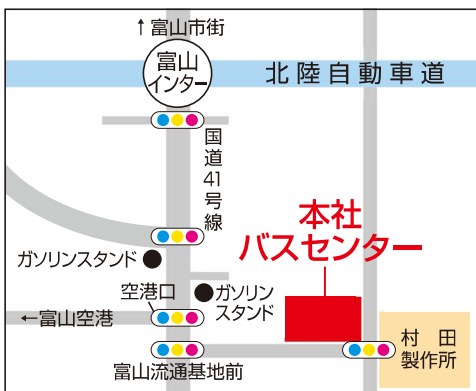 ↑富山市街
富山
インター
北陸自動車道
国道41号線
本社
バスセンター
ガソリンスタンド
空港口
ガソリン
スタンド
←富山空港
村田
製作所
富山流通基地前